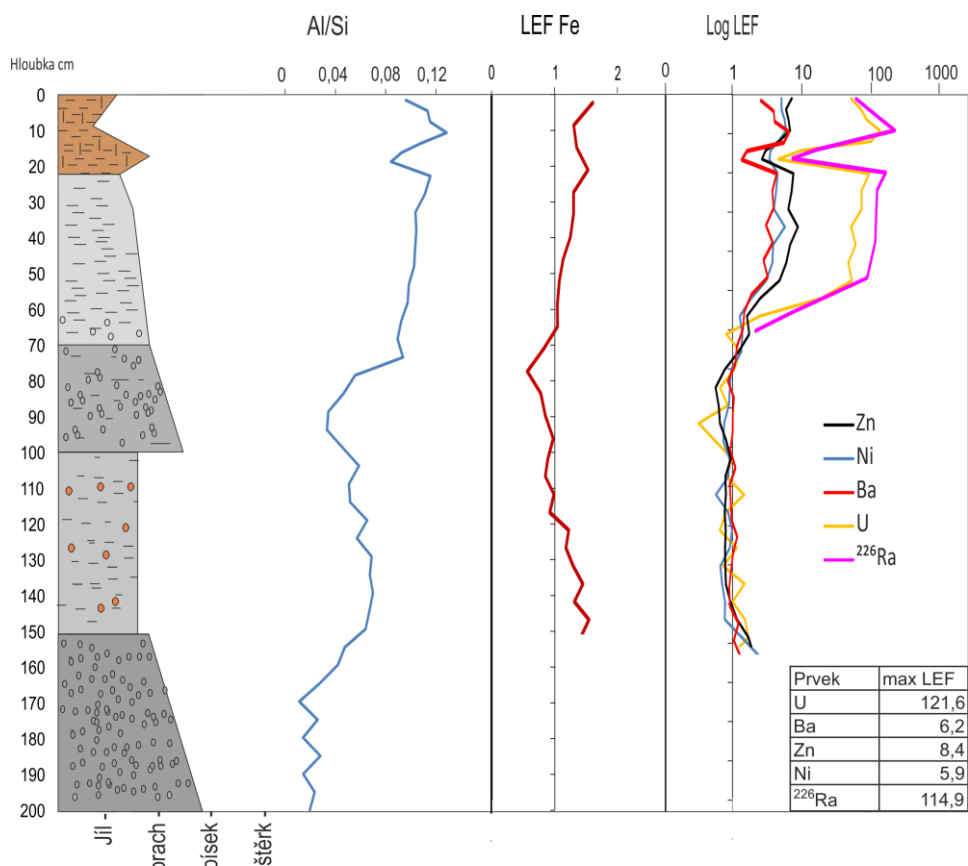 Al/Si
LEF Fe
Log LEF
Hloubka cm
0
0,04
0,08
0,12
0
1
2
0
1
10
100
1000
0
10
20
30
40
50
60
70
80
90
100
110
120
130
140
150
160
170
180
190
200
Zn
Ni
Ba
U
²²⁶Ra
Prvek max LEF
U 121,6
Ba 6,2
Zn 8,4
Ni 5,9
²²⁶Ra 114,9
Jíl
prach
písek
štěrk